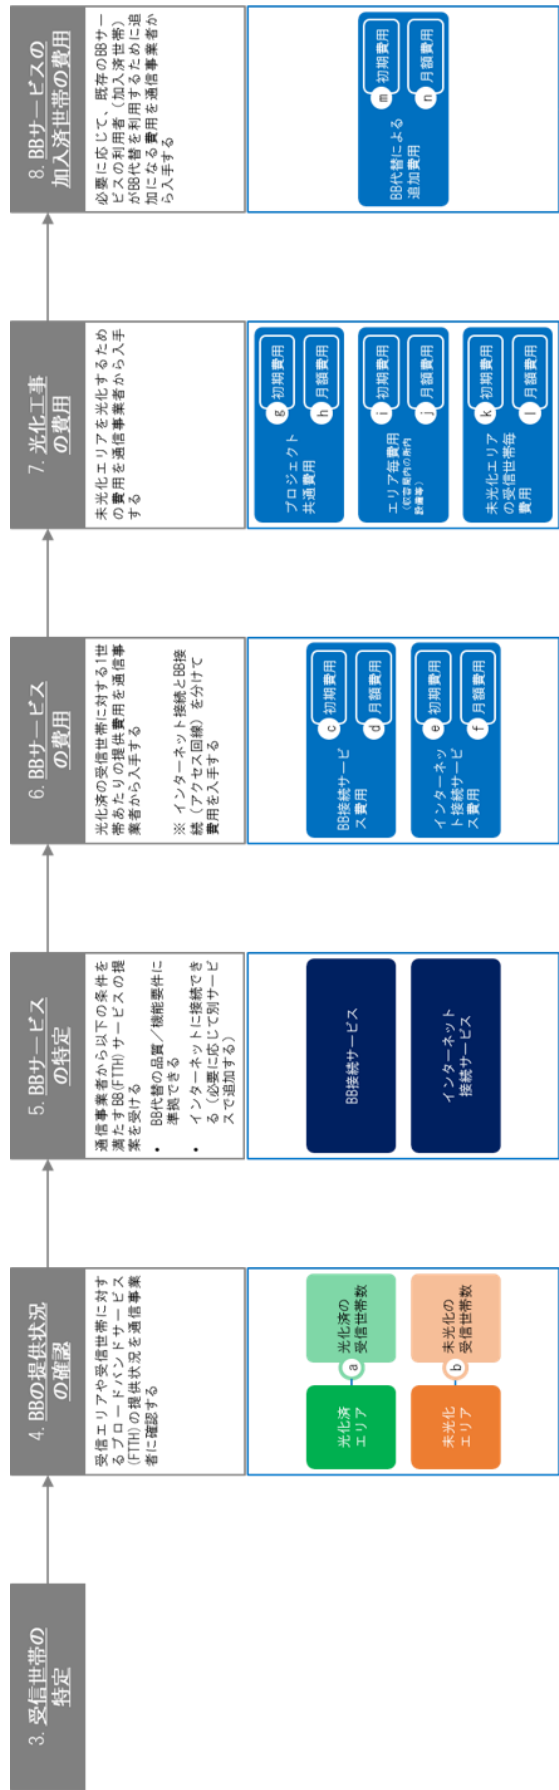 3. 受信世帯の
特定
4. BBの提供状況
の確認
受信エリアや受信世帯に対す
るブロードバンドサービス
(FTTH)の提供状況を通信事業
者に確認する
光化済
エリア
a
光化済の
受信世帯数
未光化
エリア
b
未光化の
受信世帯数
5. BBサービス
の特定
通信事業者から以下の条件を
満たすBB(FTTH)サービスの提
案を受ける
• BB代替の品質／機能要件に
準拠できる
• インターネットに接続でき
る(必要に応じて別サービ
スで追加する)
BB接続サービス
インターネット
接続サービス
6. BBサービス
の費用
光化済の受信世帯に対する1世
帯あたりの提供費用を通信事
業者から入手する
※ インターネット接続とBB接
続（アクセス回線）を分けて
費用を入手する
BB接続サービ
ス費用
c 初期費用
d 月額費用
インターネッ
ト接続サービ
ス費用
e 初期費用
f 月額費用
7. 光化工事
の費用
未光化エリアを光化するため
の費用を通信事業者から入手
する
プロジェクト
共通費用
g 初期費用
h 月額費用
エリア毎費用
(収容局内の所内
設備等)
i 初期費用
j 月額費用
未光化エリア
の受信世帯毎
費用
k 初期費用
l 月額費用
8. BBサービスの
加入済世帯の費用
必要に応じて、既存のBBサー
ビスの利用者（加入済世帯）
がBB代替を利用するために追
加になる費用を通信事業者か
ら入手する
BB代替による
追加費用
m 初期費用
n 月額費用